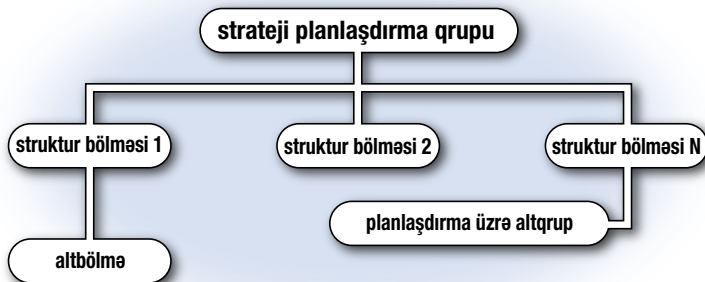 strateji planlaşdırma qrupu
struktur bölməsi 1
struktur bölməsi 2
struktur bölməsi N
planlaşdırma üzrə altqrup
altbölmə